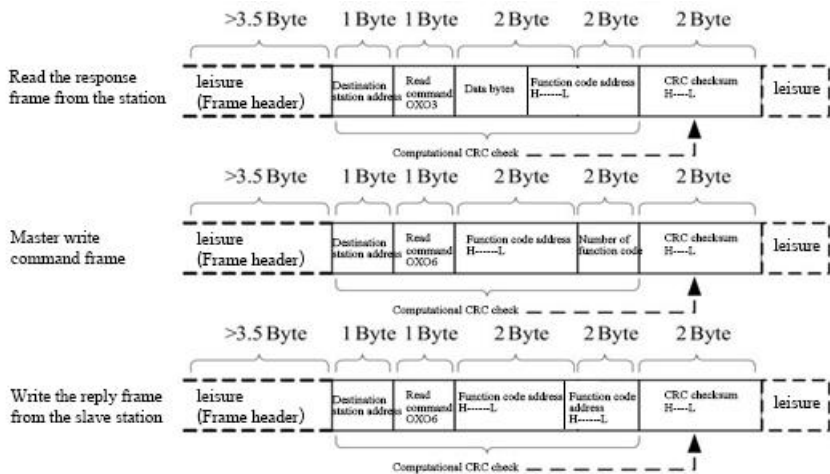 >3.5 Byte 1 Byte 1 Byte 2 Byte 2 Byte 2 Byte
Read the response
frame from the station
leisure
(Frame header)
Destination
station address
Read
command
OXO3
Data bytes
Function code address
H------L
CRC checksum
H----L
leisure
Computational CRC check
>3.5 Byte 1 Byte 1 Byte 2 Byte 2 Byte 2 Byte
Master write
command frame
leisure
(Frame header)
Destination
station address
Read
command
OXO6
Function code address
H------L
Number of
function code
CRC checksum
H----L
leisure
Computational CRC check
>3.5 Byte 1 Byte 1 Byte 2 Byte 2 Byte 2 Byte
Write the reply frame
from the slave station
leisure
(Frame header)
Destination
station address
Read
command
OXO6
Function code address
H------L
Function code
address
H------L
CRC checksum
H----L
leisure
Computational CRC check